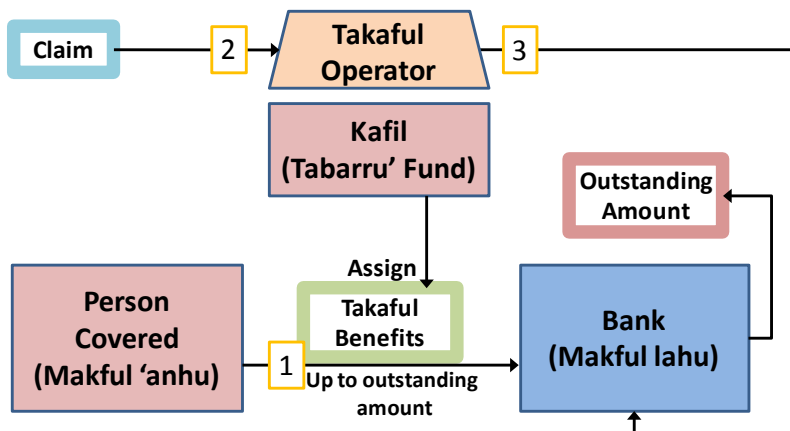 Claim
2
Takaful
Operator
3
Kafil
(Tabarru’ Fund)
Outstanding
Amount
Assign
Takaful
Benefits
Person
Covered
(Makful ‘anhu)
1
Up to outstanding
amount
Bank
(Makful lahu)